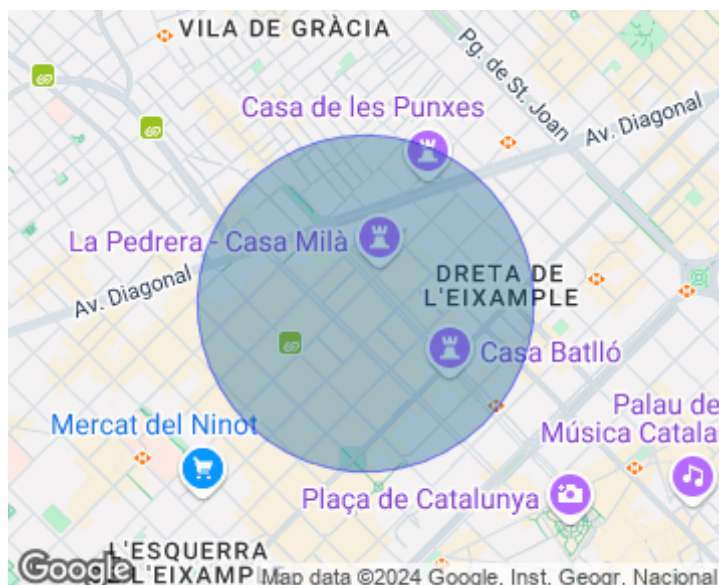 VILA DE GRÀCIA
Pg. de St. Joan
Casa de les Punxes
Av. Diagonal
La Pedrera - Casa Milà
DRETA DE
L'EIXAMPLE
Av. Diagonal
Casa Batlló
Mercat del Ninot
Palau de
Música Catala
Plaça de Catalunya
L'ESQUERRA
L'EIXAMPL
Google
Map data ©2024 Google, Inst. Geogr. Nacional